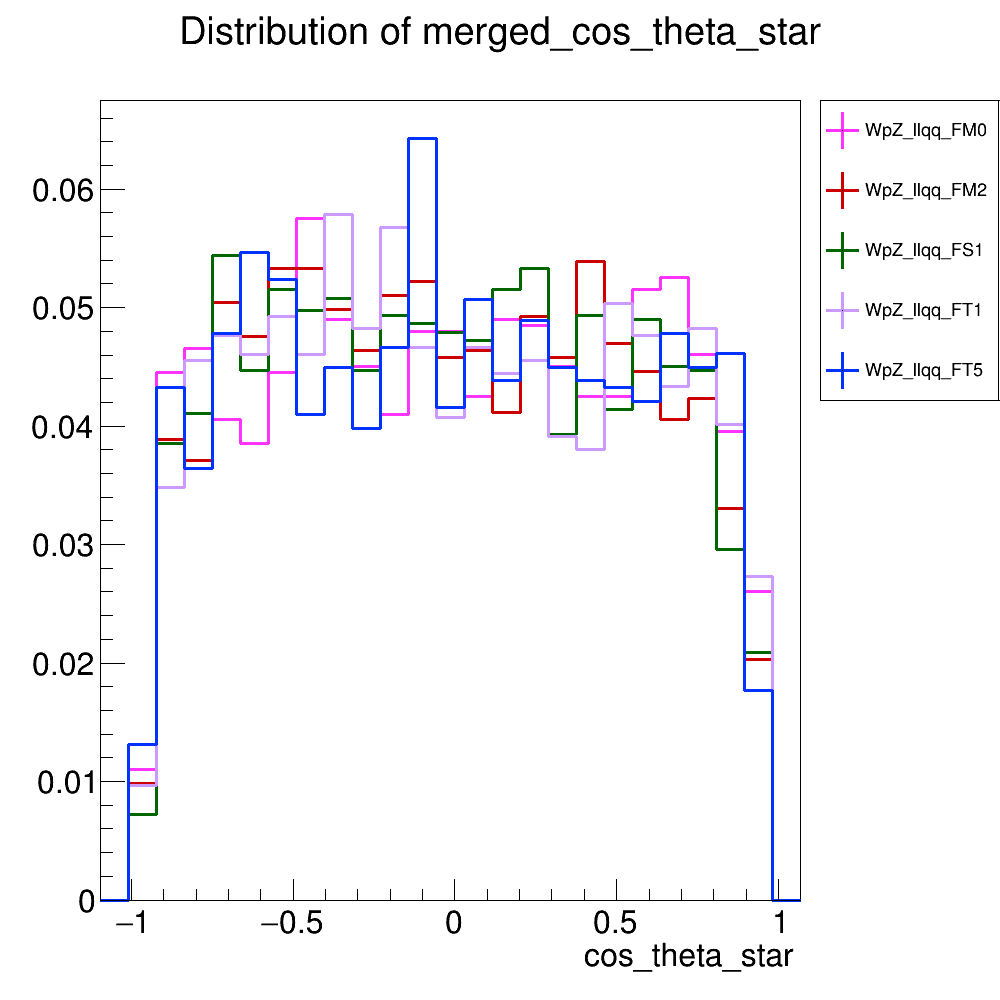 Distribution of merged_cos_theta_star
WpZ_llqq_FM0
WpZ_llqq_FM2
WpZ_llqq_FS1
WpZ_llqq_FT1
WpZ_llqq_FT5
0.06
0.05
0.04
0.03
0.02
0.01
0
−1
−0.5
0
0.5
1
cos_theta_star